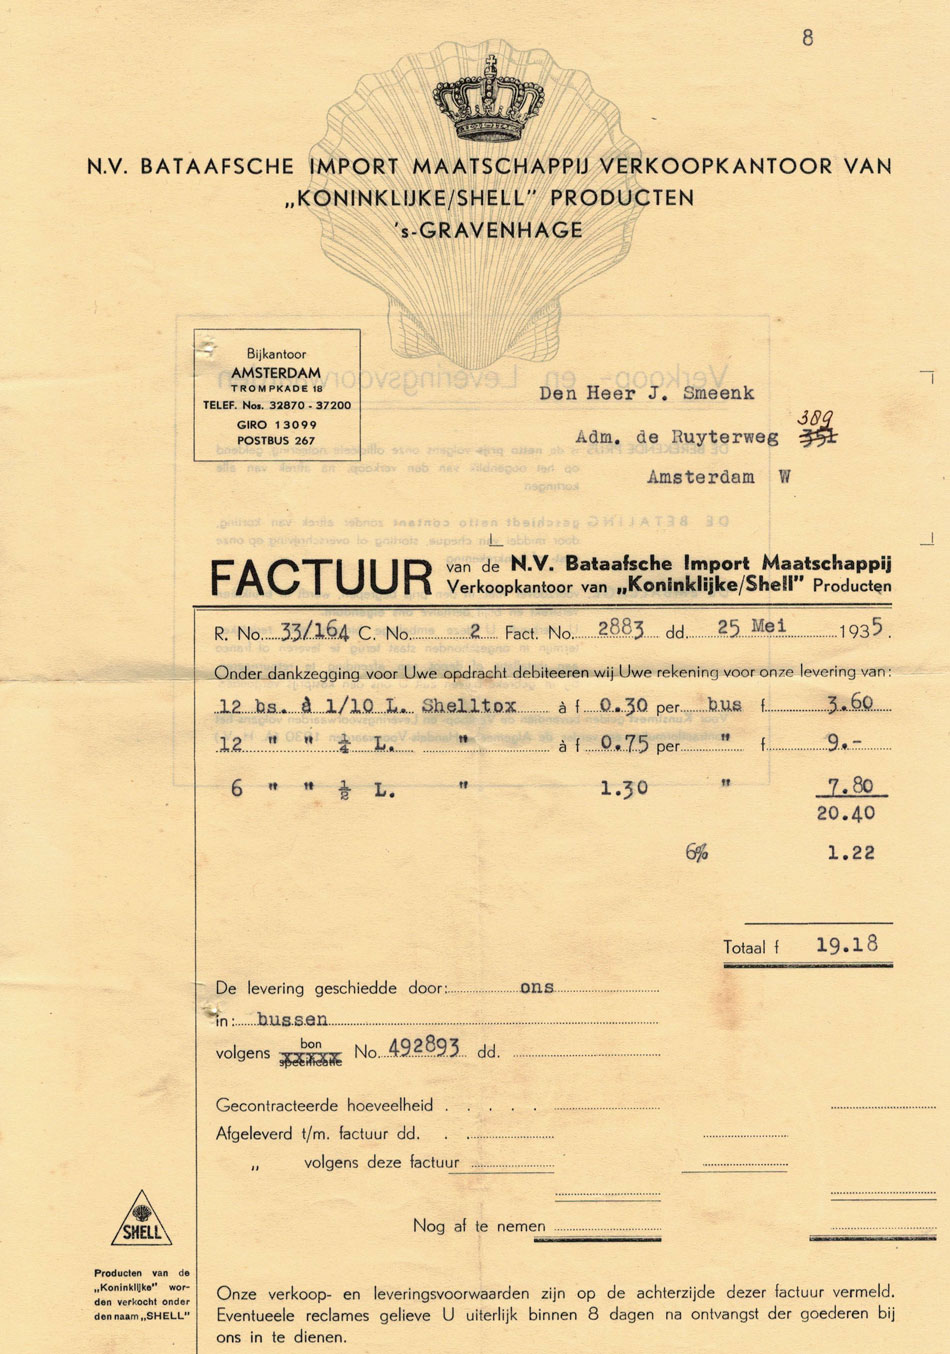 8
N.V. BATAAFSCHE IMPORT MAATSCHAPPIJ VERKOOPKANTOOR VAN
„KONINKLIJKE/SHELL” PRODUCTEN
's-GRAVENHAGE
Bijkantoor
AMSTERDAM
TROMPKADE 18
TELEF. Nos. 32870 - 37200
GIRO 13099
POSTBUS 267
Den Heer J. Smeenk
389
Adm. de Ruyterweg 351
Amsterdam W
FACTUUR van de N.V. Bataafsche Import Maatschappij
Verkoopkantoor van „Koninklijke/Shell” Producten
R. No. 33/164 C. No. 2 Fact. No. 2883 dd. 25 Mei 1935.
Onder dankzegging voor Uwe opdracht debiteeren wij Uwe rekening voor onze levering van:
12 bs. à 1/10 L. Shelltox à f 0.30 per bus f 3.60
12 " " ¼ L. " à f 0.75 per " f 9.-
6 " " ½ L. " 1.30 " 7.80
20.40
6% 1.22
Totaal f 19.18
De levering geschiedde door: ons
in: bussen
volgens bon No. 492893 dd.
specificatie
Gecontracteerde hoeveelheid . . . . .
Afgeleverd t/m. factuur dd. . .
„ volgens deze factuur
Nog af te nemen
SHELL
Producten van de
„Koninklijke” wor-
den verkocht onder
den naam „SHELL”
Onze verkoop- en leveringsvoorwaarden zijn op de achterzijde dezer factuur vermeld.
Eventueele reclames gelieve U uiterlijk binnen 8 dagen na ontvangst der goederen bij
ons in te dienen.